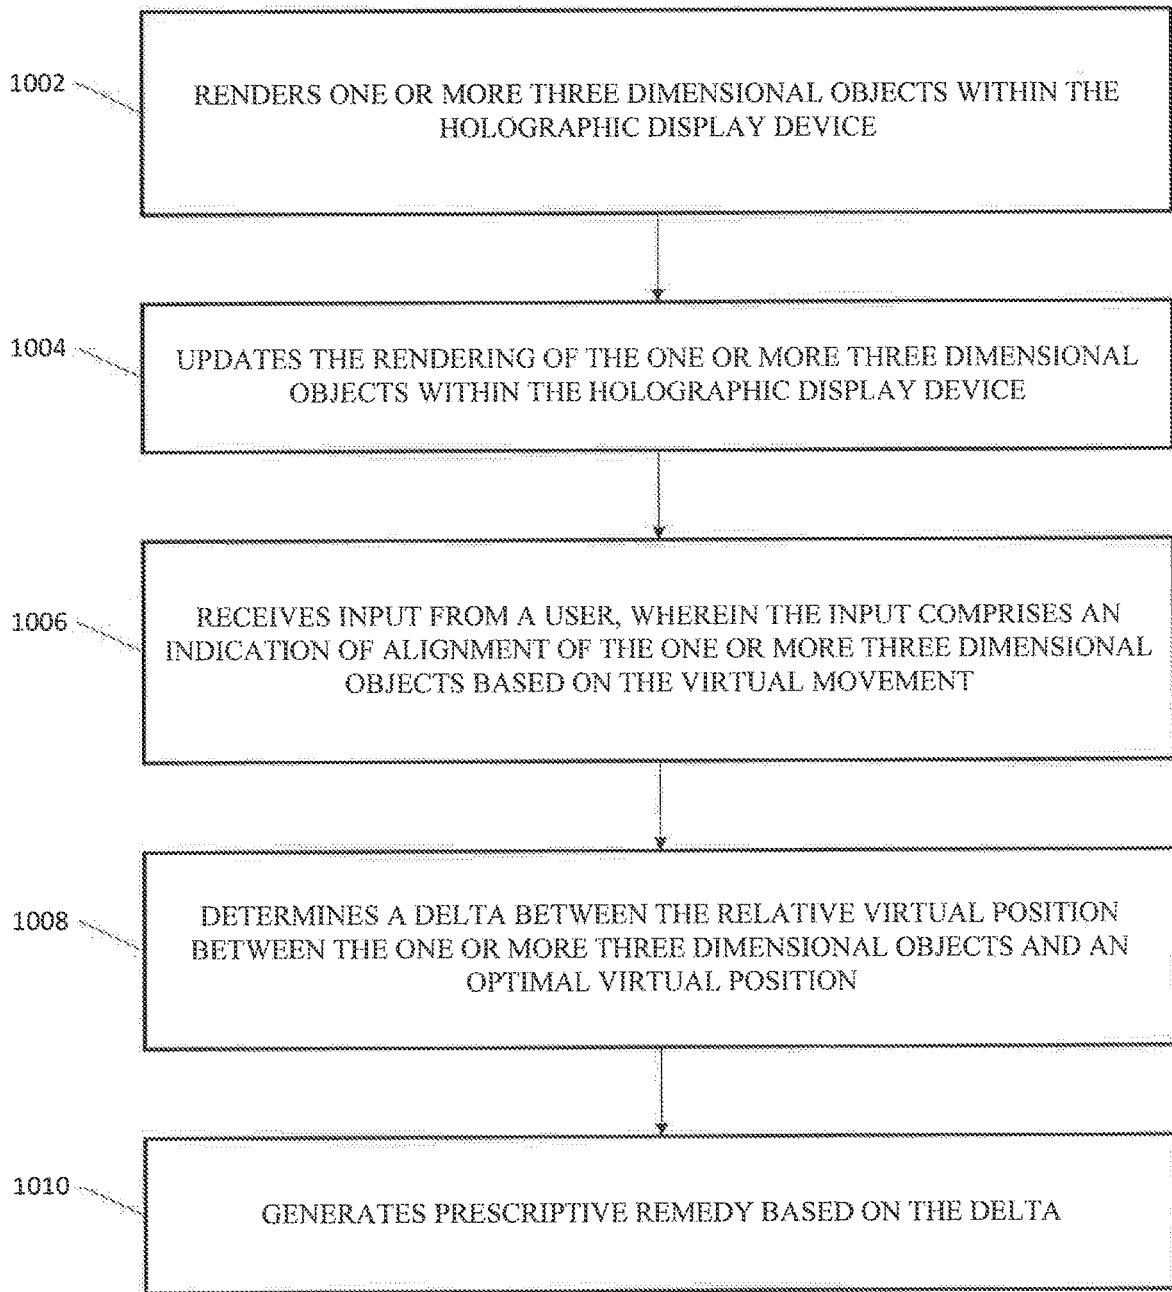 1002
RENDERS ONE OR MORE THREE DIMENSIONAL OBJECTS WITHIN THE
HOLOGRAPHIC DISPLAY DEVICE
1004
UPDATES THE RENDERING OF THE ONE OR MORE THREE DIMENSIONAL
OBJECTS WITHIN THE HOLOGRAPHIC DISPLAY DEVICE
1006
RECEIVES INPUT FROM A USER, WHEREIN THE INPUT COMPRISES AN
INDICATION OF ALIGNMENT OF THE ONE OR MORE THREE DIMENSIONAL
OBJECTS BASED ON THE VIRTUAL MOVEMENT
1008
DETERMINES A DELTA BETWEEN THE RELATIVE VIRTUAL POSITION
BETWEEN THE ONE OR MORE THREE DIMENSIONAL OBJECTS AND AN
OPTIMAL VIRTUAL POSITION
1010
GENERATES PRESCRIPTIVE REMEDY BASED ON THE DELTA